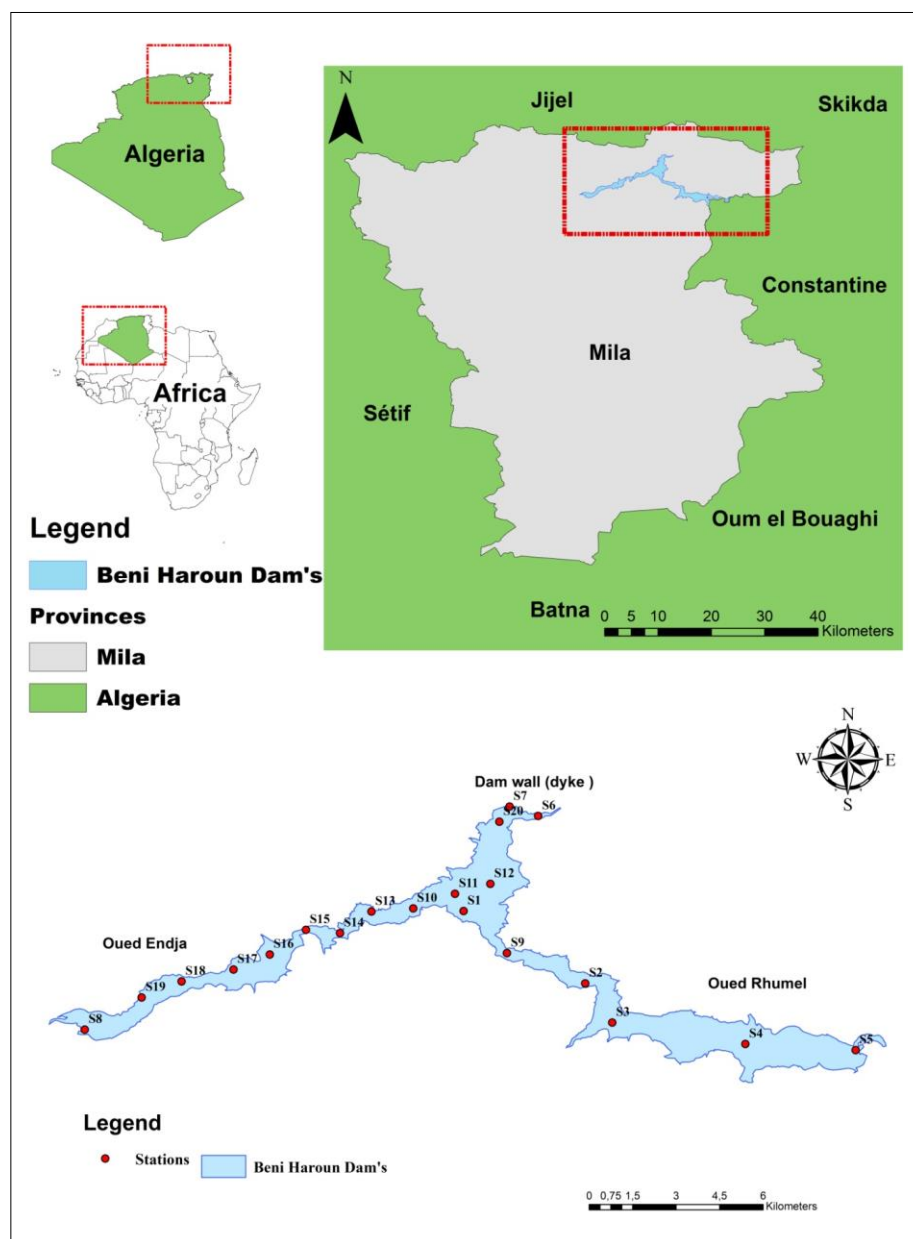 Algeria
Africa
Legend
Beni Haroun Dam's
Provinces
Mila
Algeria
N
Jijel
Skikda
Constantine
Mila
Sétif
Oum el Bouaghi
Batna
0 5 10 20 30 40
Kilometers
N
W E
S
Dam wall (dyke )
S7
S6
S20
S12
S11
S1
S13
S10
S15
S14
Oued Endja
S16
S17
S18
S19
S8
S9
S2
Oued Rhumel
S3
S4
S5
Legend
Stations
Beni Haroun Dam's
0 0,75 1,5 3 4,5 6
Kilometers